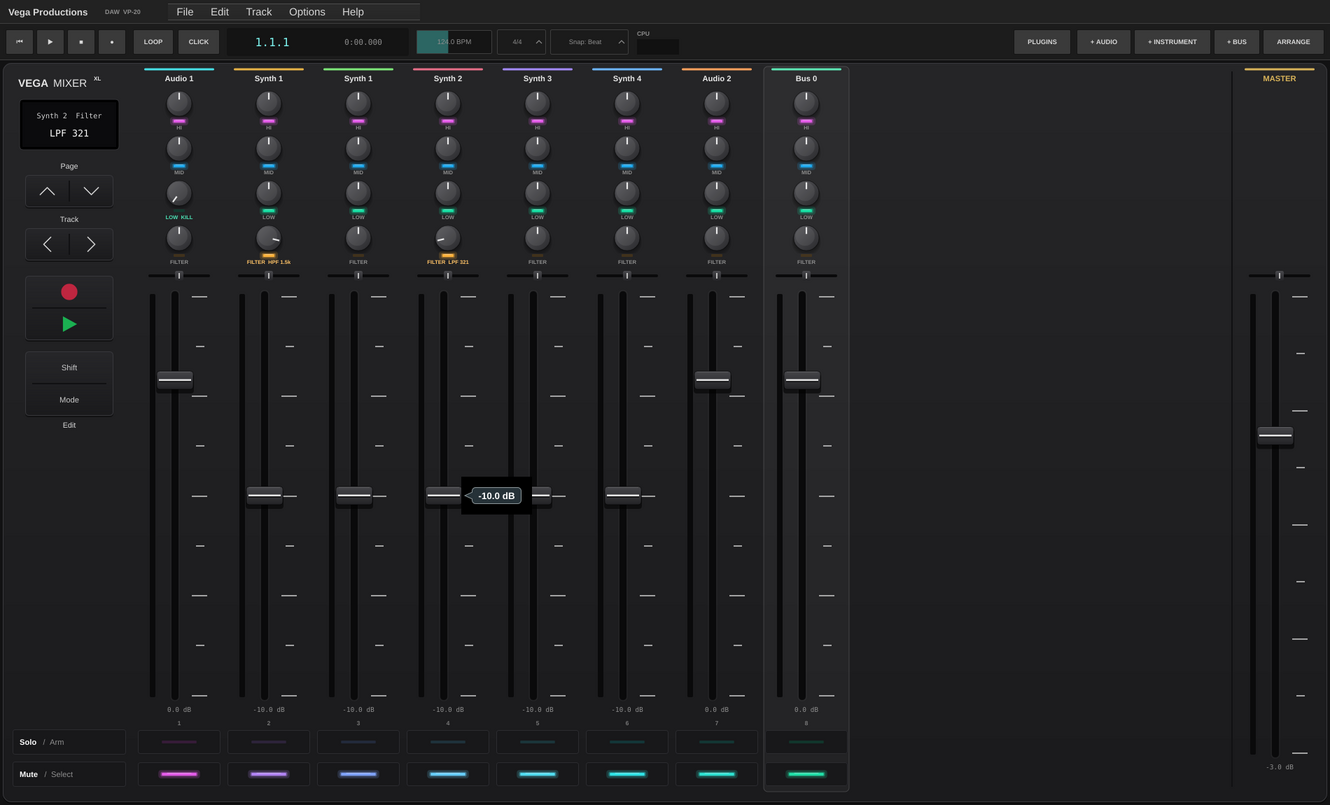 Vega Productions DAW VP-20 File Edit Track Options Help
LOOP CLICK 1.1.1 0:00.000 124.0 BPM 4/4 Snap: Beat CPU PLUGINS + AUDIO + INSTRUMENT + BUS ARRANGE
VEGA MIXER XL
Audio 1 Synth 1 Synth 1 Synth 2 Synth 3 Synth 4 Audio 2 Bus 0 MASTER
Synth 2 Filter
LPF 321
HI HI HI HI HI HI HI HI
Page
MID MID MID MID MID MID MID MID
Track
LOW KILL LOW LOW LOW LOW LOW LOW LOW
FILTER FILTER HPF 1.5k FILTER FILTER LPF 321 FILTER FILTER FILTER FILTER
Shift
Mode
Edit
-10.0 dB
0.0 dB -10.0 dB -10.0 dB -10.0 dB -10.0 dB -10.0 dB 0.0 dB 0.0 dB
1 2 3 4 5 6 7 8
Solo / Arm
Mute / Select
-3.0 dB